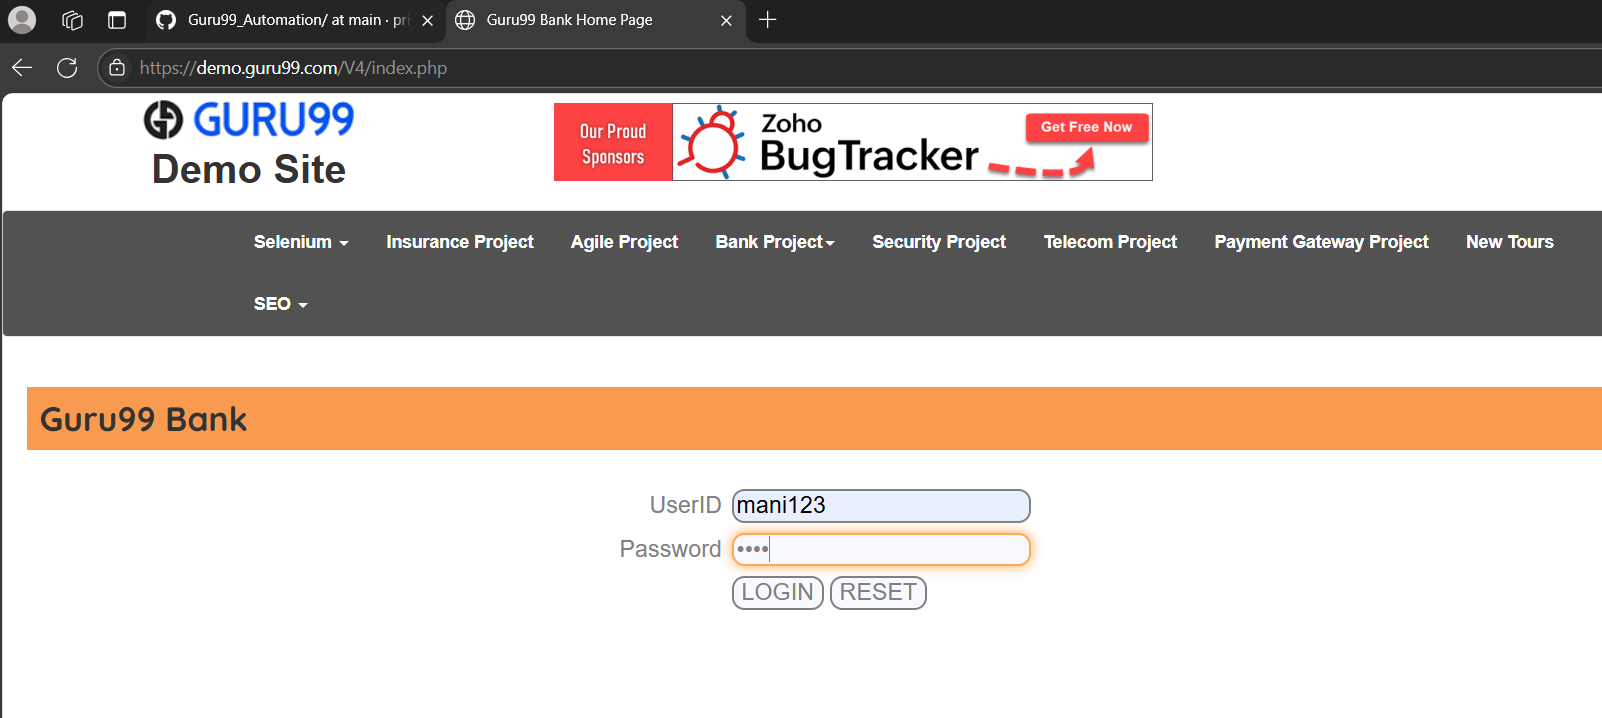 Guru99_Automation/ at main · pri
Guru99 Bank Home Page
https://demo.guru99.com/V4/index.php
GURU99
Demo Site
Our Proud
Sponsors
Zoho
BugTracker
Get Free Now
Selenium
Insurance Project
Agile Project
Bank Project
Security Project
Telecom Project
Payment Gateway Project
New Tours
SEO
Guru99 Bank
UserID mani123
Password ••••
LOGIN RESET